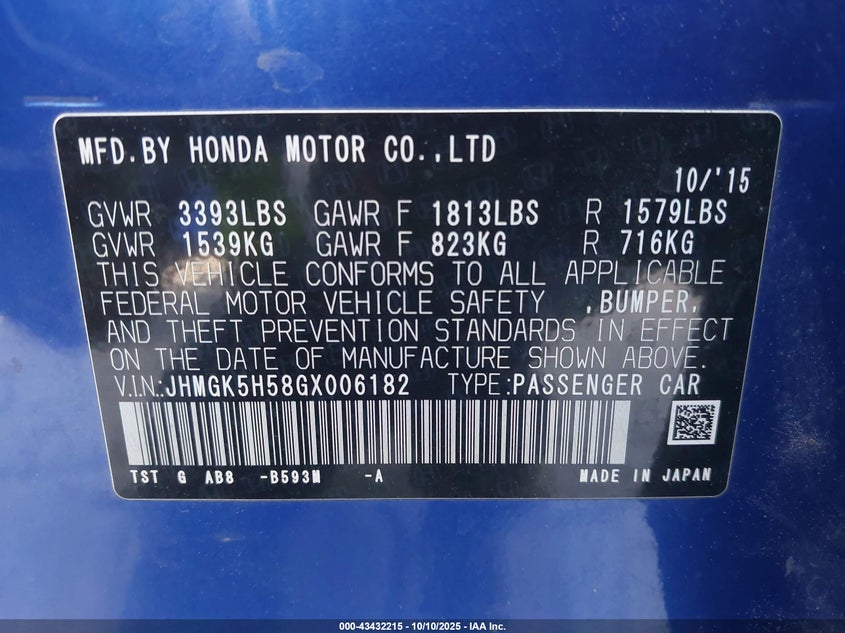 MFD.BY HONDA MOTOR CO.,LTD
10/'15
GVWR 3393LBS GAWR F 1813LBS R 1579LBS
GVWR 1539KG GAWR F 823KG R 716KG
THIS VEHICLE CONFORMS TO ALL APPLICABLE
FEDERAL MOTOR VEHICLE SAFETY ,BUMPER,
AND THEFT PREVENTION STANDARDS IN EFFECT
ON THE DATE OF MANUFACTURE SHOWN ABOVE.
V.IN.:JHMGK5H58GX006182 TYPE:PASSENGER CAR
TST G AB8 -B593M -A MADE IN JAPAN
000-43432215 - 10/10/2025 - IAA Inc.